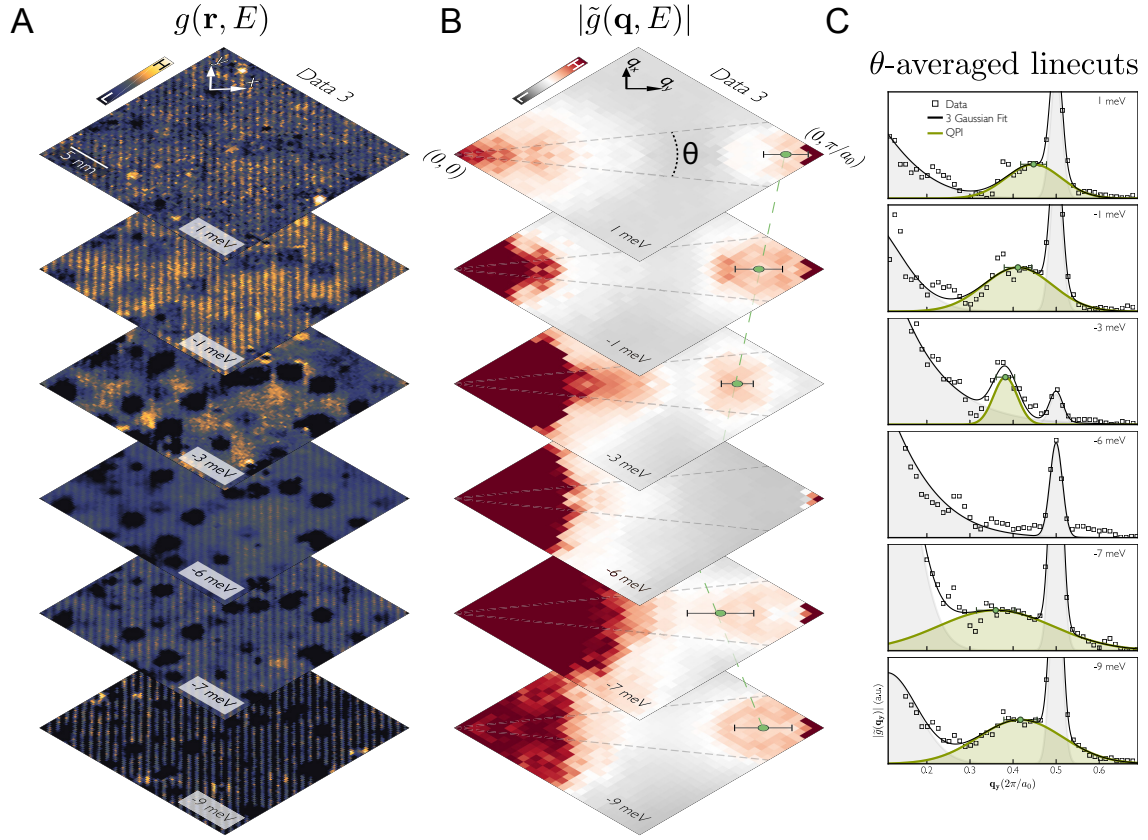 A
g(r, E)
L H
y
x
Data 3
5 nm
1 meV
-1 meV
-3 meV
-6 meV
-7 meV
-9 meV
B
|g̃(q, E)|
L H
qₓ
q_y
Data 3
(0,0)
θ
(0,π/a₀)
1 meV
-1 meV
-3 meV
-6 meV
-7 meV
-9 meV
C
θ-averaged linecuts
Data
3 Gaussian Fit
QPI
1 meV
-1 meV
-3 meV
-6 meV
-7 meV
-9 meV
|g̃(q_y)| (a.u.)
0.2 0.3 0.4 0.5 0.6
q_y(2π/a₀)